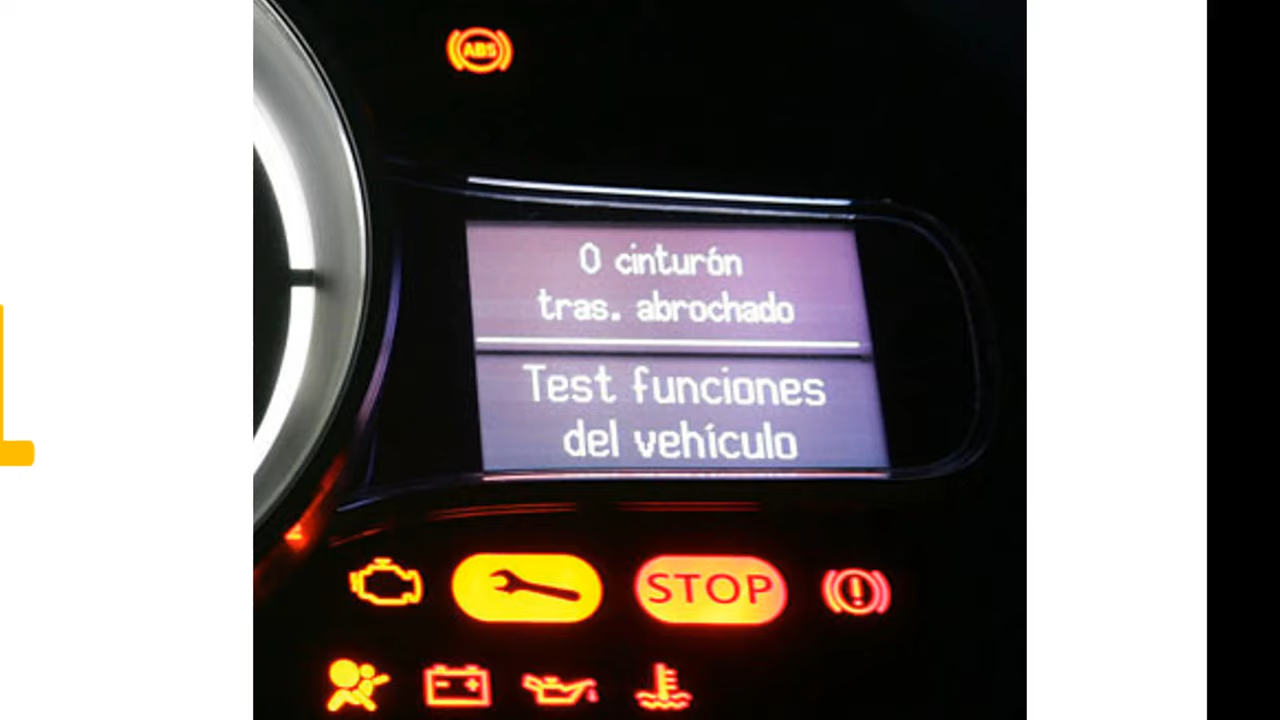 ABS
0 cinturón
tras. abrochado
Test funciones
del vehículo
STOP